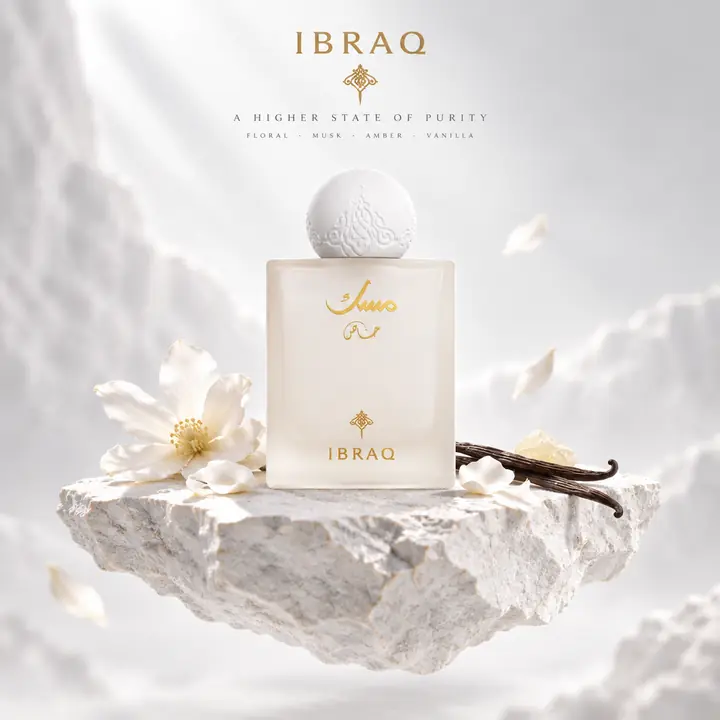 IBRAQ
A HIGHER STATE OF PURITY
FLORAL - MUSK - AMBER - VANILLA
مسك
IBRAQ